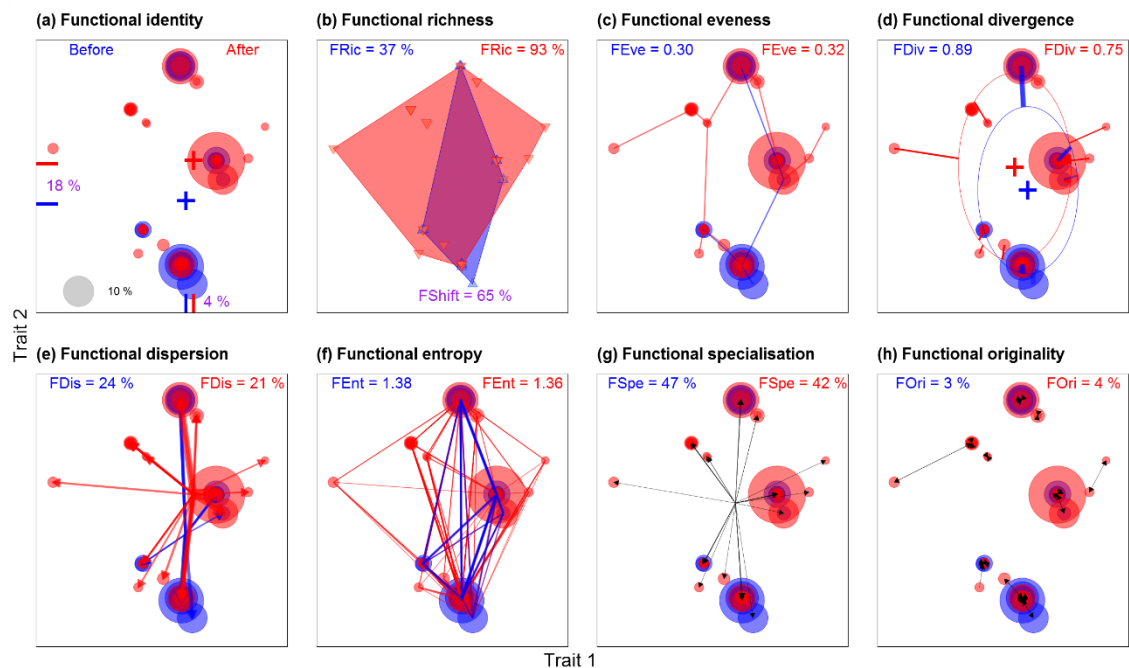 (a) Functional identity
Before After
18 %
10 %
4 %
(b) Functional richness
FRic = 37 % FRic = 93 %
FShift = 65 %
(c) Functional eveness
FEve = 0.30 FEve = 0.32
(d) Functional divergence
FDiv = 0.89 FDiv = 0.75
Trait 2
(e) Functional dispersion
FDis = 24 % FDis = 21 %
(f) Functional entropy
FEnt = 1.38 FEnt = 1.36
(g) Functional specialisation
FSpe = 47 % FSpe = 42 %
(h) Functional originality
FOri = 3 % FOri = 4 %
Trait 1